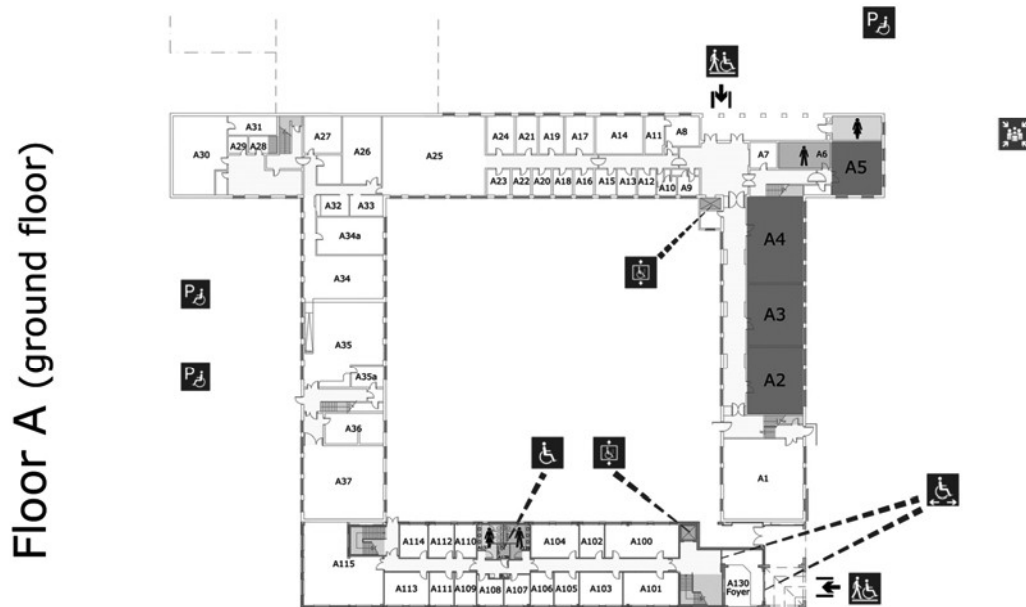 Floor A (ground floor)
P
A31
A30
A29
A28
A27
A26
A25
A24
A21
A19
A17
A14
A11
A8
A7
A6
A5
A23
A22
A20
A18
A16
A15
A13
A12
A10
A9
A32
A33
A34a
A34
A4
A3
A2
P
A35
P
A35a
A36
A37
A1
A115
A114
A112
A110
A104
A102
A100
A113
A111
A109
A108
A107
A106
A105
A103
A101
A130
Foyer